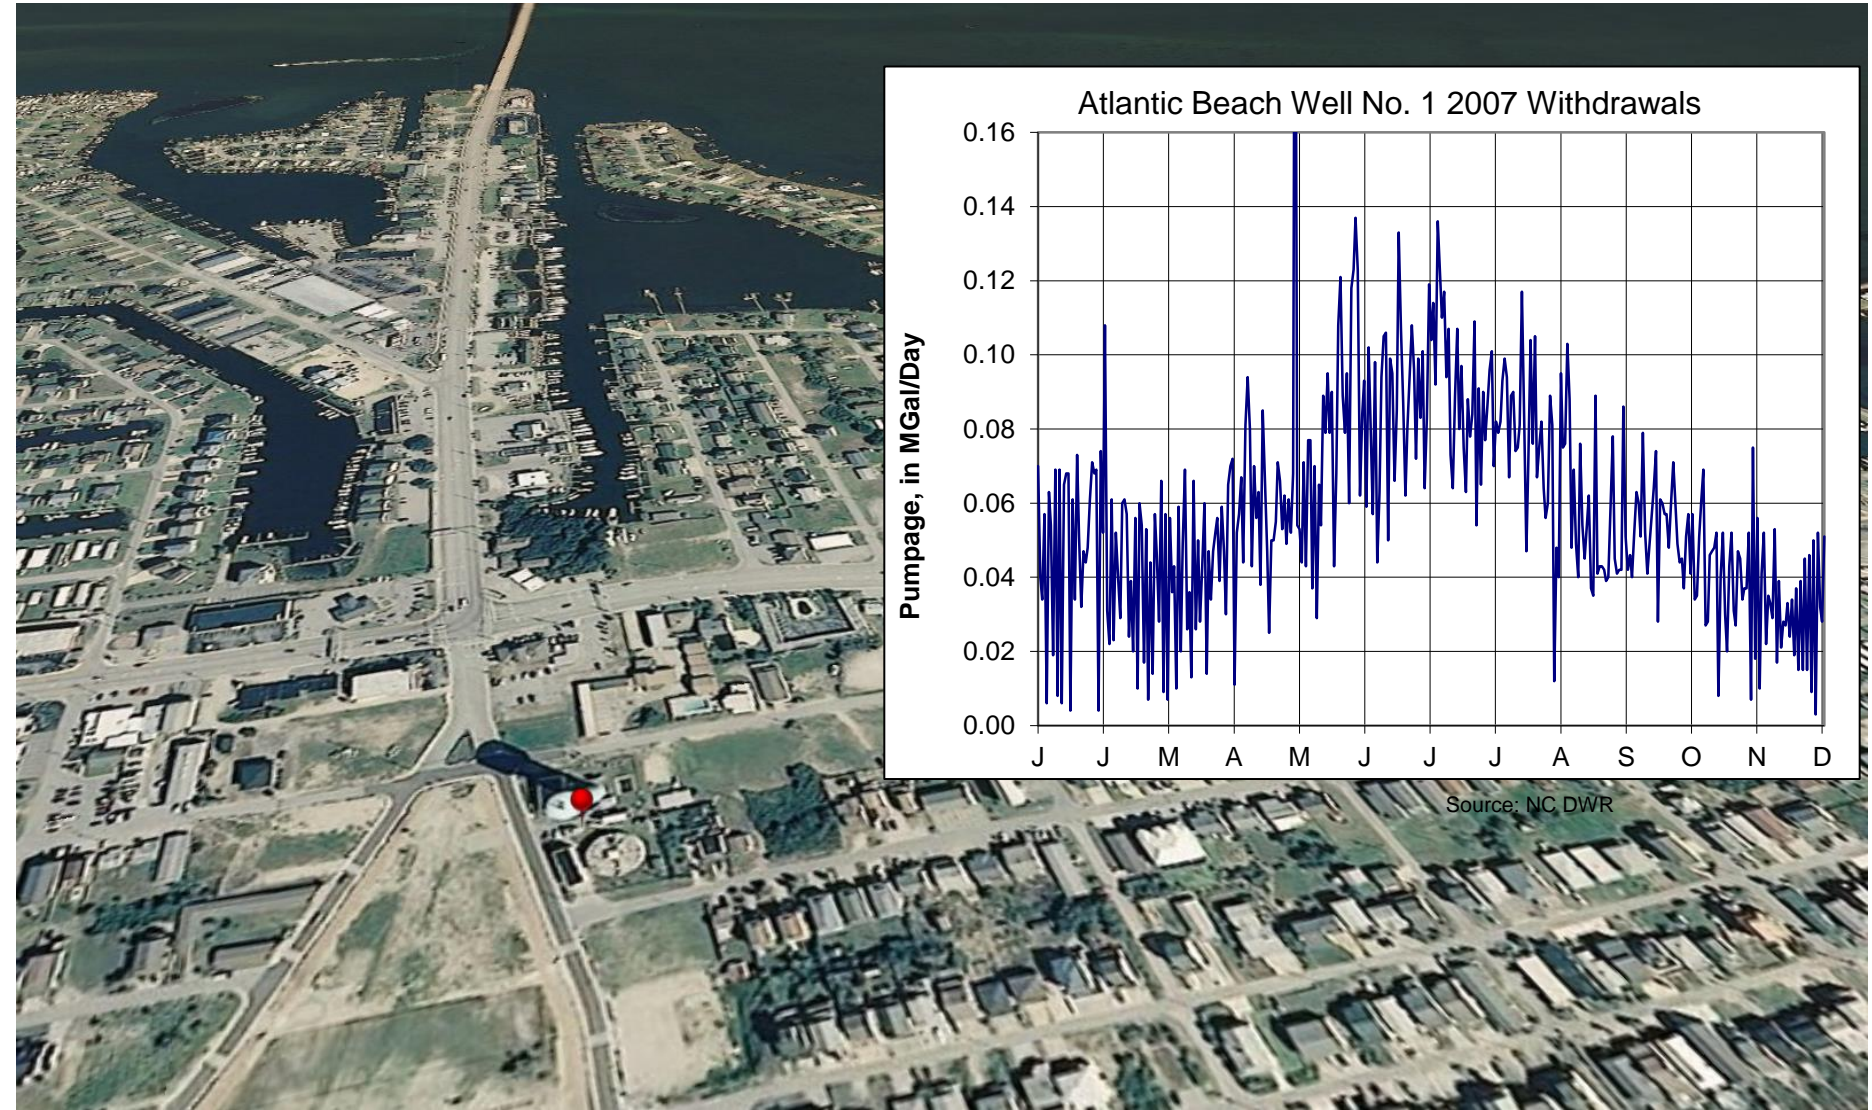 Atlantic Beach Well No. 1 2007 Withdrawals
Pumpage, in MGal/Day
0.16
0.14
0.12
0.10
0.08
0.06
0.04
0.02
0.00
J J M A M J J J A S O N D
Source: NC DWR